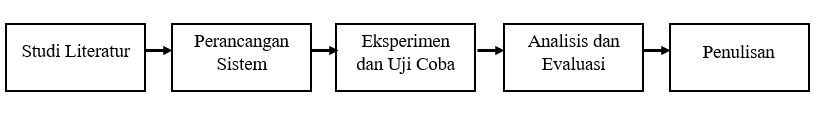 Studi Literatur
Perancangan
Sistem
Eksperimen
dan Uji Coba
Analisis dan
Evaluasi
Penulisan